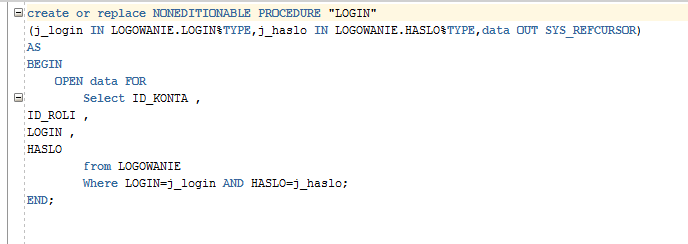 create or replace NONEDITIONABLE PROCEDURE "LOGIN"
(j_login IN LOGOWANIE.LOGIN%TYPE,j_haslo IN LOGOWANIE.HASLO%TYPE,data OUT SYS_REFCURSOR)
AS
BEGIN
    OPEN data FOR
        Select ID_KONTA ,
ID_ROLI ,
LOGIN ,
HASLO
        from LOGOWANIE
        Where LOGIN=j_login AND HASLO=j_haslo;
END;